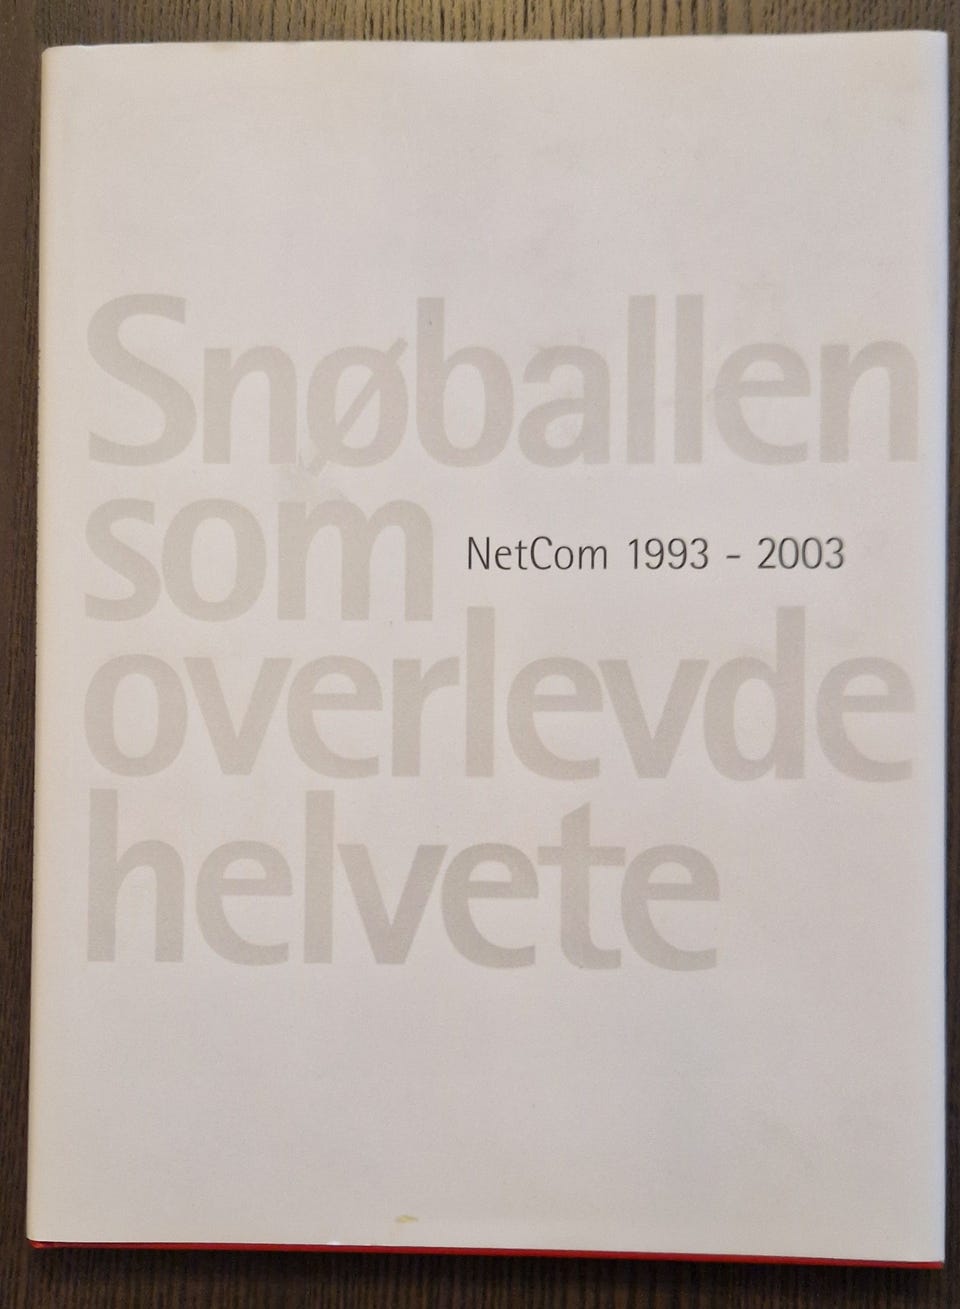 Snøballen
som
NetCom 1993 - 2003
overlevde
helvete